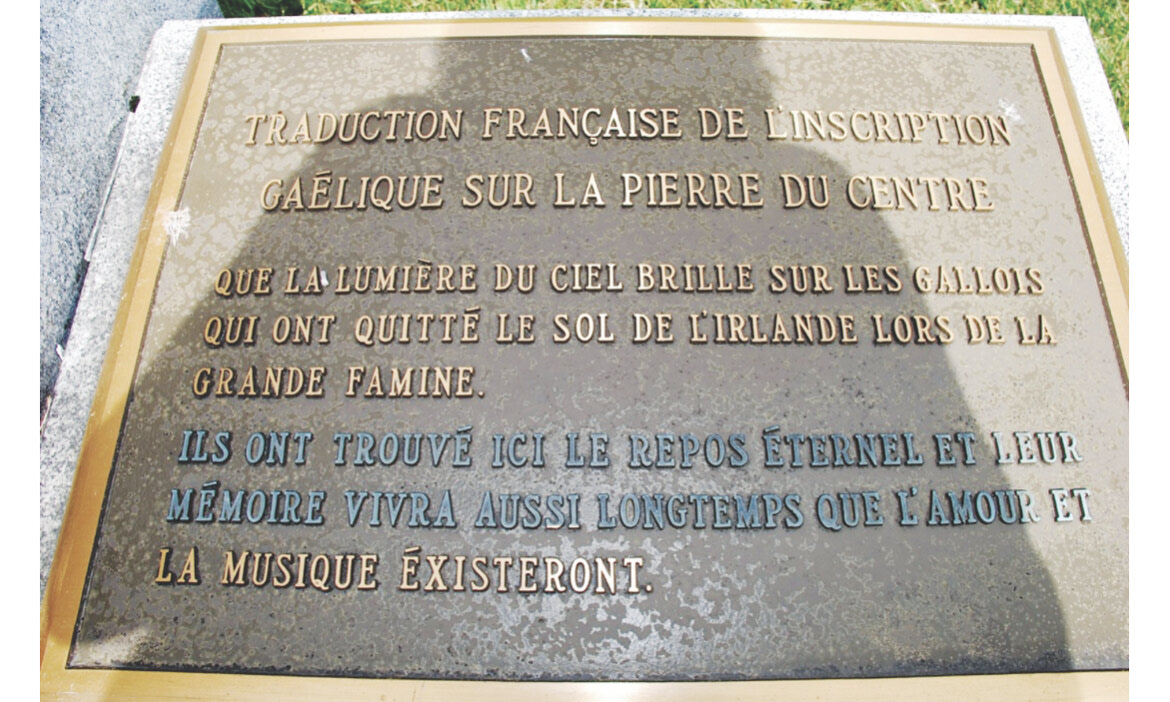 TRADUCTION FRANÇAISE DE L'INSCRIPTION
GAÉLIQUE SUR LA PIERRE DU CENTRE
QUE LA LUMIÈRE DU CIEL BRILLE SUR LES GALLOIS
QUI ONT QUITTÉ LE SOL DE L'IRLANDE LORS DE LA
GRANDE FAMINE.
ILS ONT TROUVÉ ICI LE REPOS ÉTERNEL ET LEUR
MÉMOIRE VIVRA AUSSI LONGTEMPS QUE L'AMOUR ET
LA MUSIQUE ÉXISTERONT.